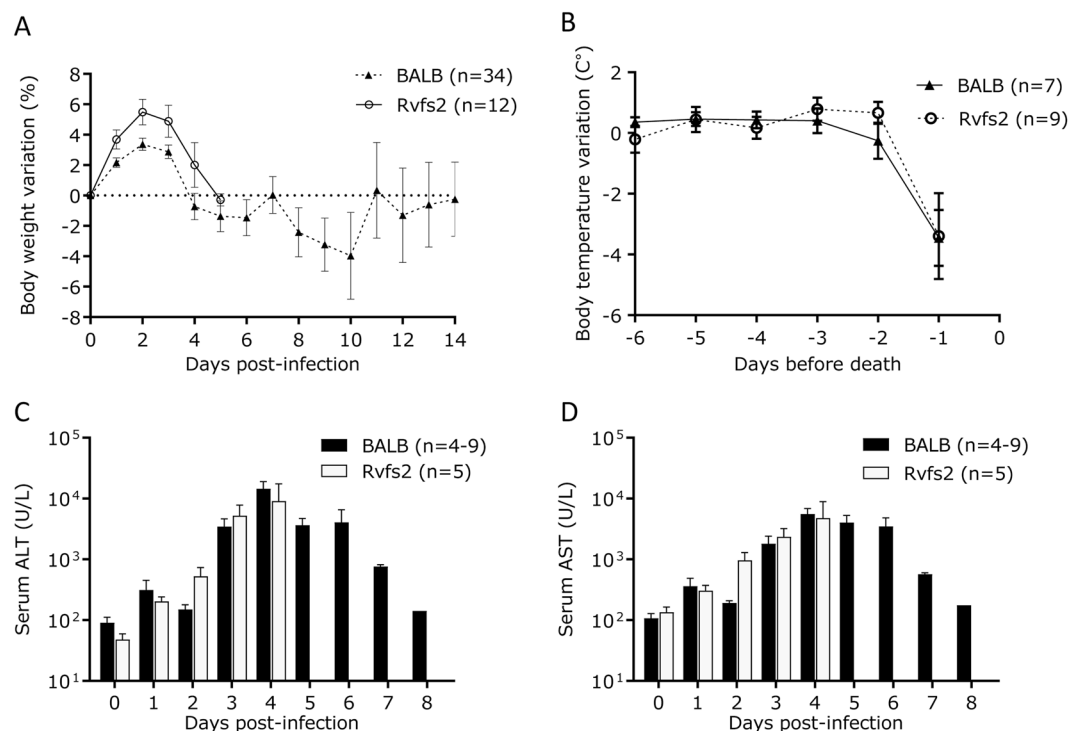 A
BALB (n=34)
Rvfs2 (n=12)
Body weight variation (%)
8
6
4
2
0
-2
-4
-6
-8
0 2 4 6 8 10 12 14
Days post-infection
B
BALB (n=7)
Rvfs2 (n=9)
Body temperature variation (C°)
2
0
-2
-4
-6
-6 -5 -4 -3 -2 -1 0
Days before death
C
BALB (n=4-9)
Rvfs2 (n=5)
Serum ALT (U/L)
10⁵
10⁴
10³
10²
10¹
0 1 2 3 4 5 6 7 8
Days post-infection
D
BALB (n=4-9)
Rvfs2 (n=5)
Serum AST (U/L)
10⁵
10⁴
10³
10²
10¹
0 1 2 3 4 5 6 7 8
Days post-infection